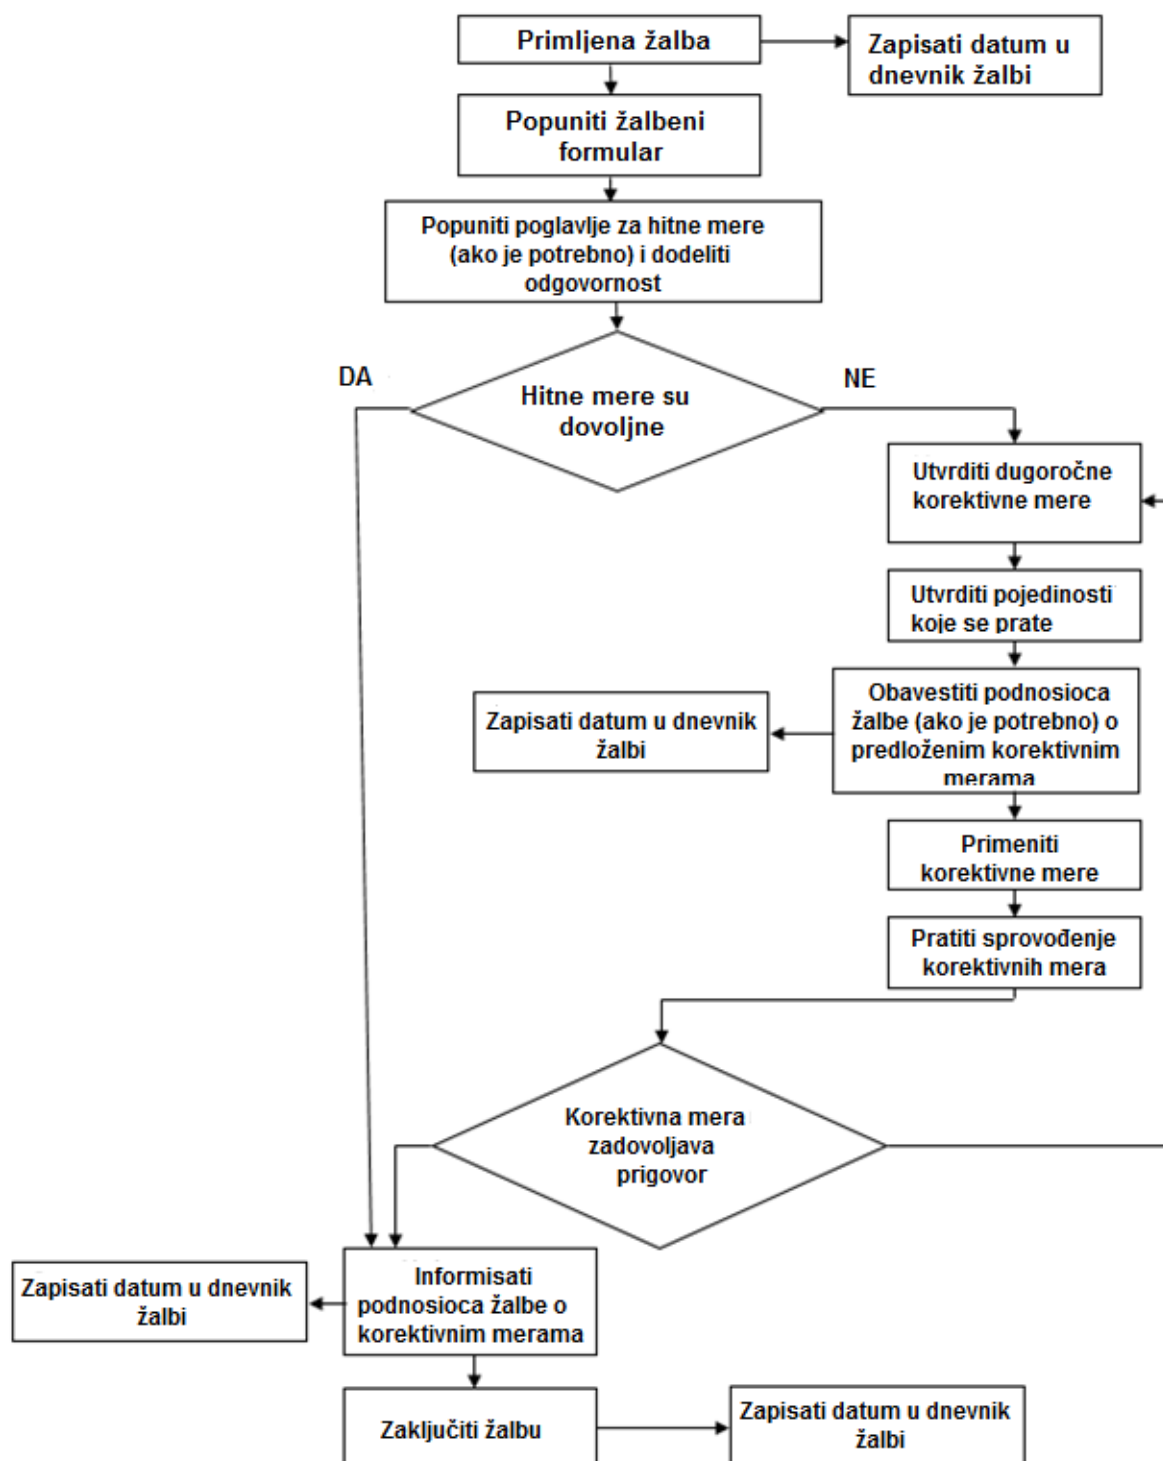 Primljena žalba
Zapisati datum u
dnevnik žalbi
Popuniti žalbeni
formular
Popuniti poglavlje za hitne mere
(ako je potrebno) i dodeliti
odgovornost
DA
NE
Hitne mere su
dovoljne
Utvrditi dugoročne
korektivne mere
Utvrditi pojedinosti
koje se prate
Obavestiti podnosioca
žalbe (ako je potrebno) o
predloženim korektivnim
merama
Zapisati datum u dnevnik
žalbi
Primeniti
korektivne mere
Pratiti sprovođenje
korektivnih mera
Korektivna mera
zadovoljava
prigovor
Informisati
podnosioca žalbe o
korektivnim merama
Zapisati datum u dnevnik
žalbi
Zaključiti žalbu
Zapisati datum u dnevnik
žalbi